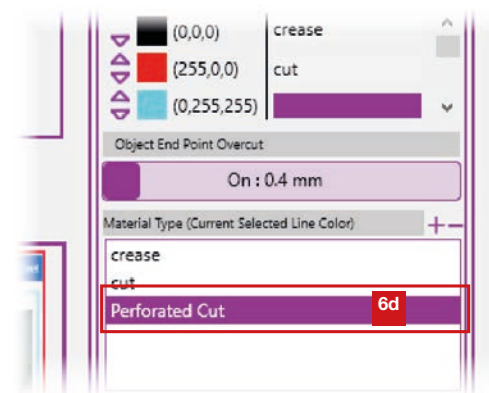 (0,0,0) crease
(255,0,0) cut
(0,255,255)
Object End Point Overcut
On : 0.4 mm
Material Type (Current Selected Line Color) +−
crease
cut
Perforated Cut 6d